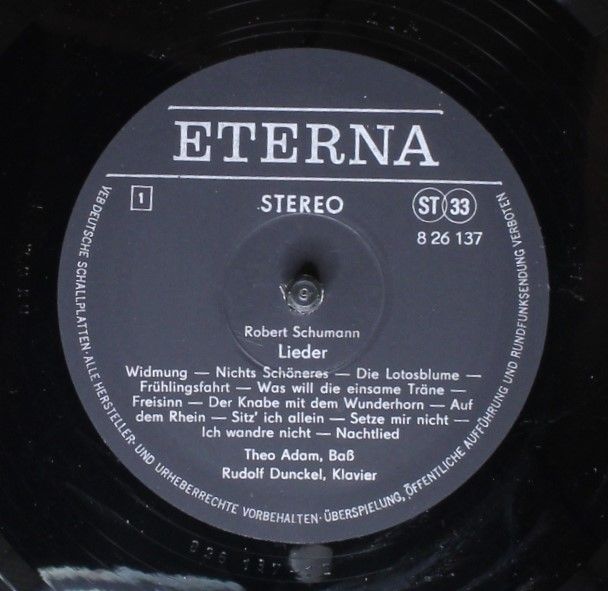 ETERNA
1
STEREO
ST 33
8 26 137
Robert Schumann
Lieder
Widmung — Nichts Schöneres — Die Lotosblume —
Frühlingsfahrt — Was will die einsame Träne —
Freisinn — Der Knabe mit dem Wunderhorn — Auf
dem Rhein — Sitz' ich allein — Setze mir nicht —
Ich wandre nicht — Nachtlied
Theo Adam, Baß
Rudolf Dunckel, Klavier
VEB DEUTSCHE SCHALLPLATTEN · ALLE HERSTELLER- UND URHEBERRECHTE VORBEHALTEN · ÜBERSPIELUNG, ÖFFENTLICHE AUFFÜHRUNG UND RUNDFUNKSENDUNG VERBOTEN